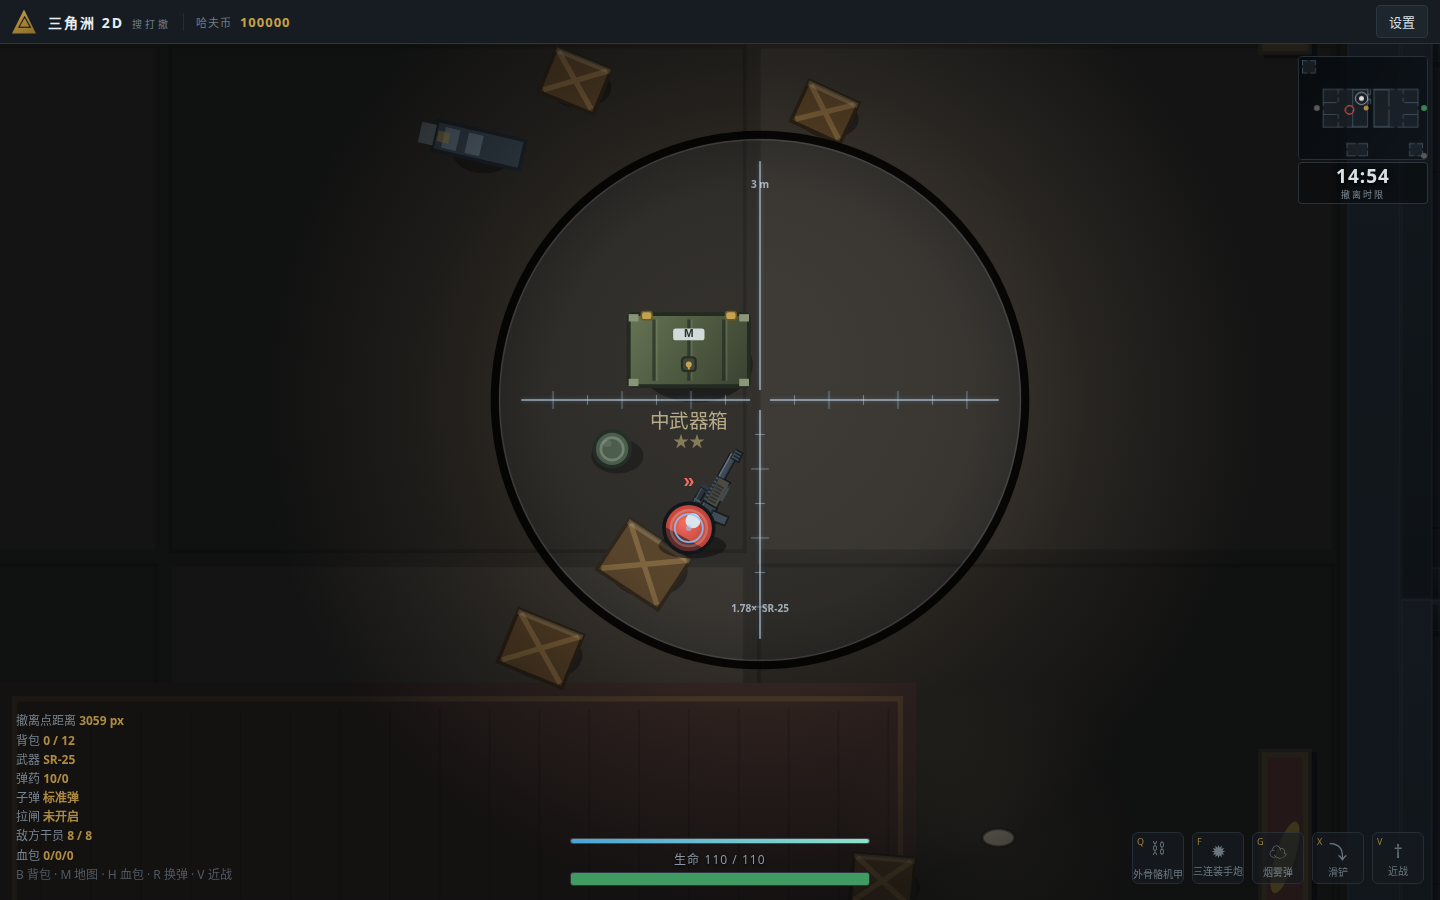 三角洲 2D 搜打撤 哈夫币 100000
设置
14:54
撤离时限
3 m
M
中武器箱
★★
»
1.78× SR-25
撤离点距离 3059 px
背包 0 / 12
武器 SR-25
弹药 10/0
子弹 标准弹
拉闸 未开启
敌方干员 8 / 8
血包 0/0/0
B 背包 · M 地图 · H 血包 · R 换弹 · V 近战
生命 110 / 110
Q 外骨骼机甲
F 三连装手炮
G 烟雾弹
X 滑铲
V 近战